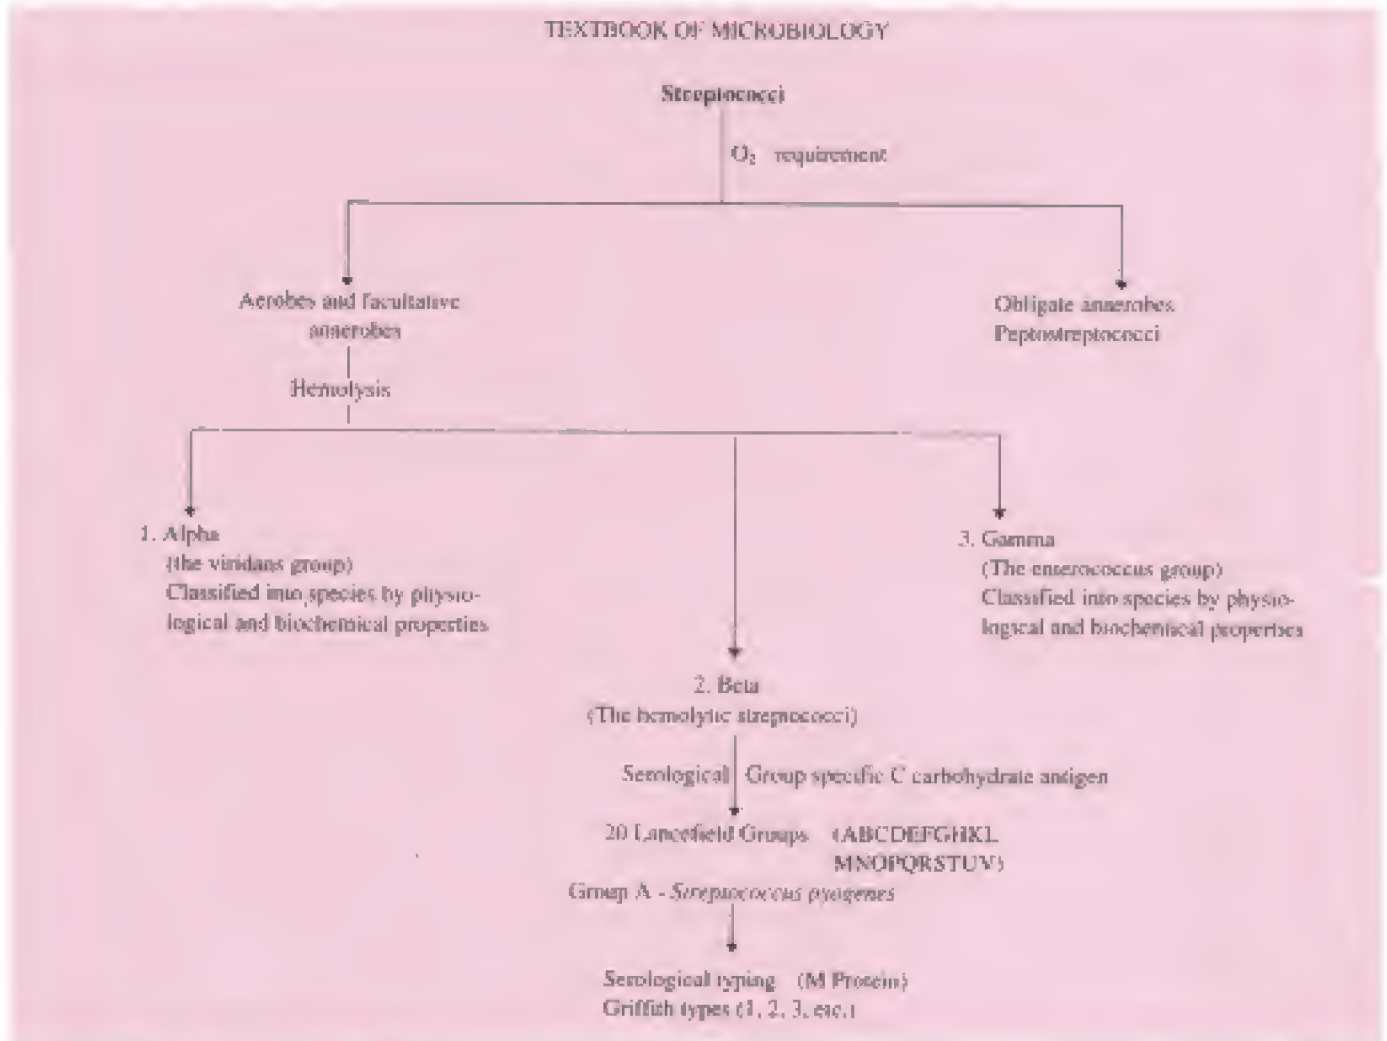 TEXTBOOK OF MICROBIOLOGY
Streptococci
O₂ requirement
Aerobes and facultative
anaerobes
Obligate anaerobes
Peptostreptococci
Hemolysis
1. Alpha
(the viridans group)
Classified into species by physio-
logical and biochemical properties
3. Gamma
(The enterococcus group)
Classified into species by physio-
logical and biochemical properties
2. Beta
(The hemolytic streptococci)
Serological Group specific C carbohydrate antigen
20 Lancefield Groups (ABCDEFGHKL
MNOPQRSTUV)
Group A - Streptococcus pyogenes
Serological typing (M Protein)
Griffith types (1, 2, 3, etc.)